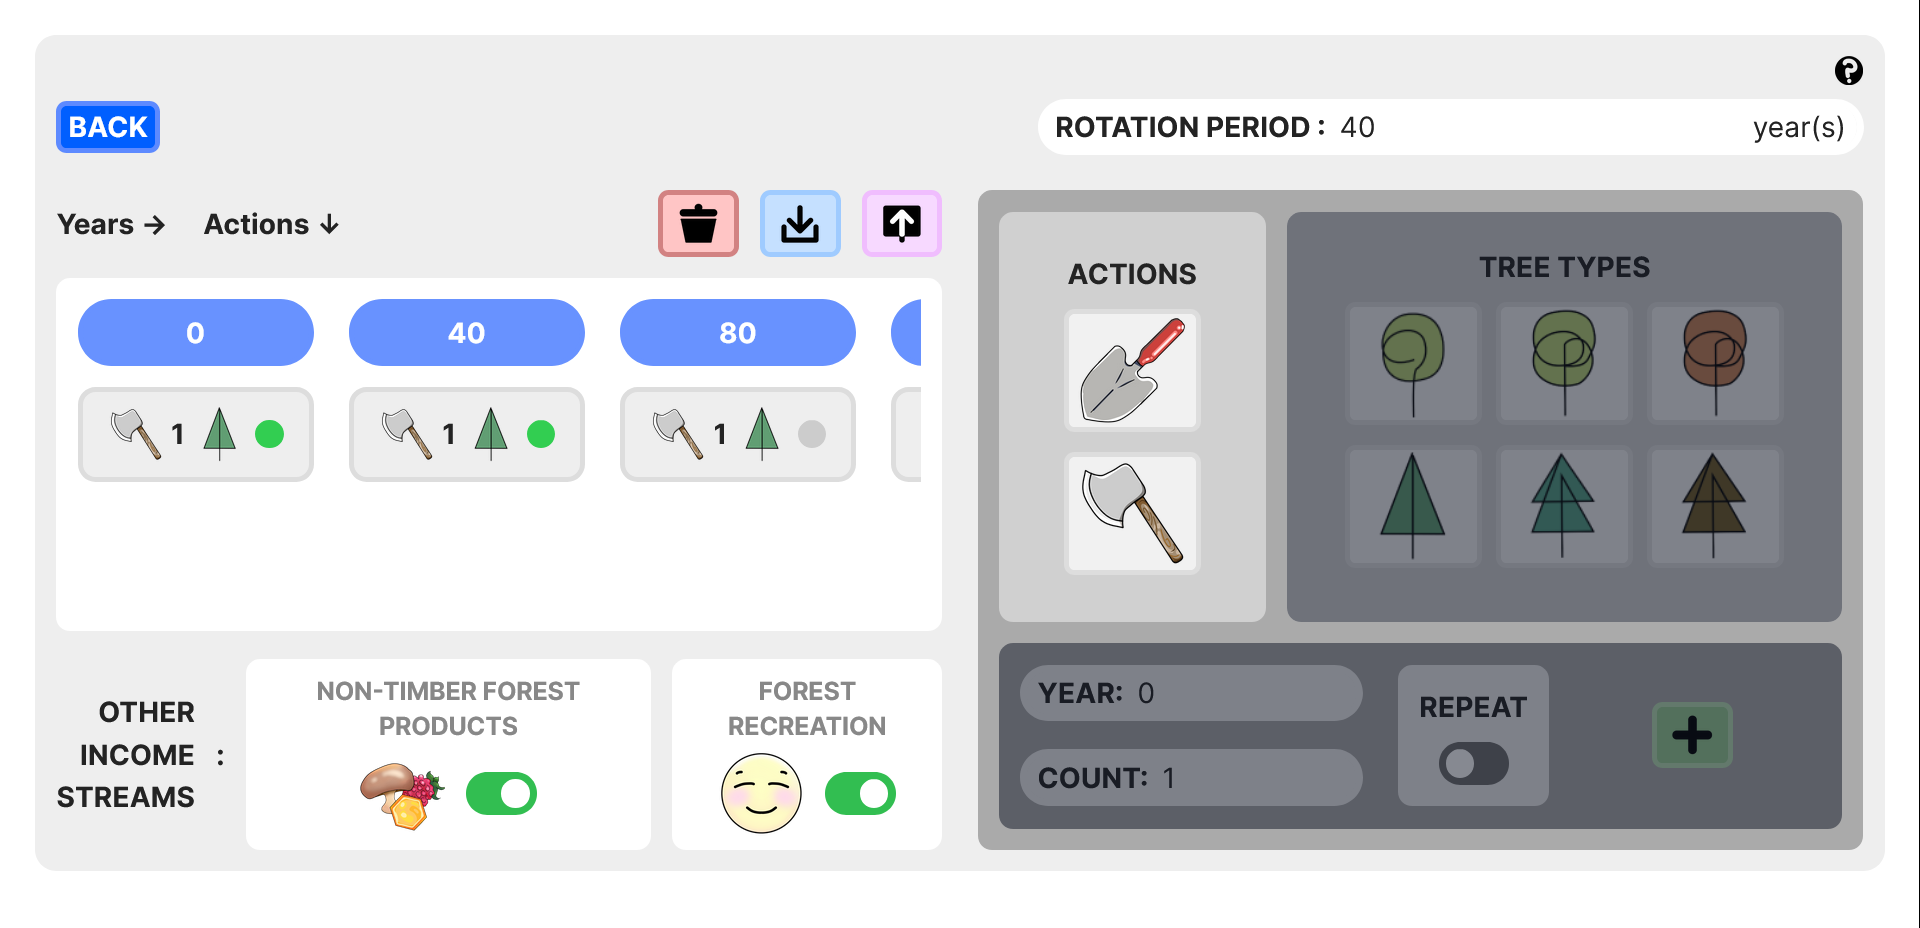 BACK
ROTATION PERIOD : 40 year(s)
Years → Actions ↓
0 40 80
1 1 1
OTHER
INCOME :
STREAMS
NON-TIMBER FOREST
PRODUCTS
FOREST
RECREATION
ACTIONS
TREE TYPES
YEAR: 0
COUNT: 1
REPEAT